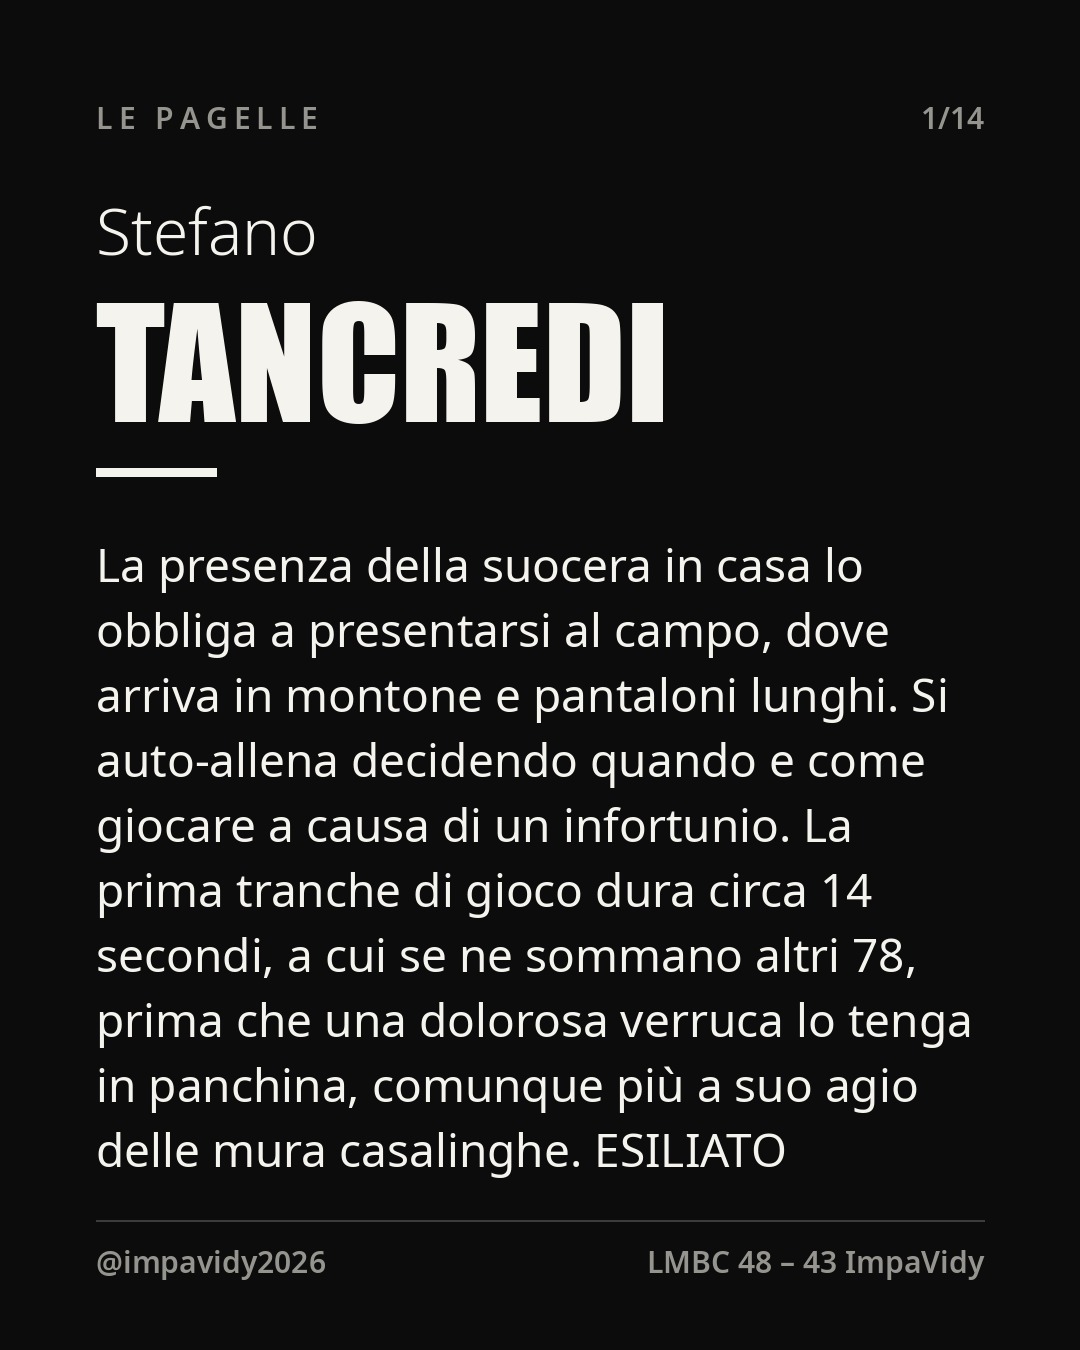 LE PAGELLE
1/14
Stefano
TANCREDI
La presenza della suocera in casa lo
obbliga a presentarsi al campo, dove
arriva in montone e pantaloni lunghi. Si
auto-allena decidendo quando e come
giocare a causa di un infortunio. La
prima tranche di gioco dura circa 14
secondi, a cui se ne sommano altri 78,
prima che una dolorosa verruca lo tenga
in panchina, comunque più a suo agio
delle mura casalinghe. ESILIATO
@impavidy2026
LMBC 48 – 43 ImpaVidy